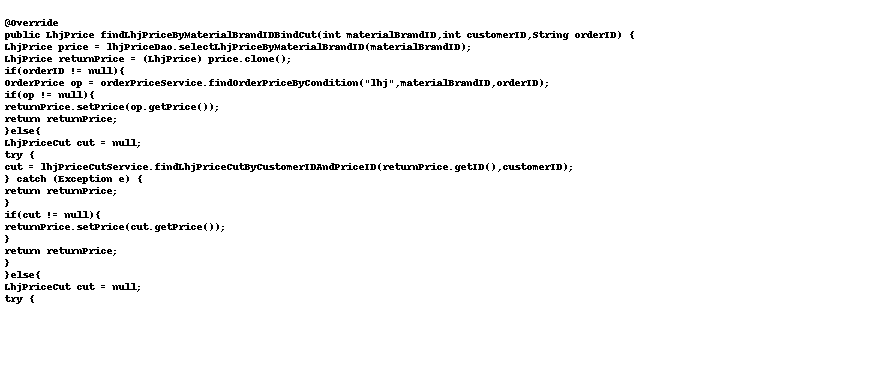 @Override
public LhjPrice findLhjPriceByMaterialBrandIDBindCut(int materialBrandID,int customerID,String orderID) {
LhjPrice price = lhjPriceDao.selectLhjPriceByMaterialBrandID(materialBrandID);
LhjPrice returnPrice = (LhjPrice) price.clone();
if(orderID != null){
OrderPrice op = orderPriceService.findOrderPriceByCondition("lhj",materialBrandID,orderID);
if(op != null){
returnPrice.setPrice(op.getPrice());
return returnPrice;
}else{
LhjPriceCut cut = null;
try {
cut = lhjPriceCutService.findLhjPriceCutByCustomerIDAndPriceID(returnPrice.getID(),customerID);
} catch (Exception e) {
return returnPrice;
}
if(cut != null){
returnPrice.setPrice(cut.getPrice());
}
return returnPrice;
}
}else{
LhjPriceCut cut = null;
try {